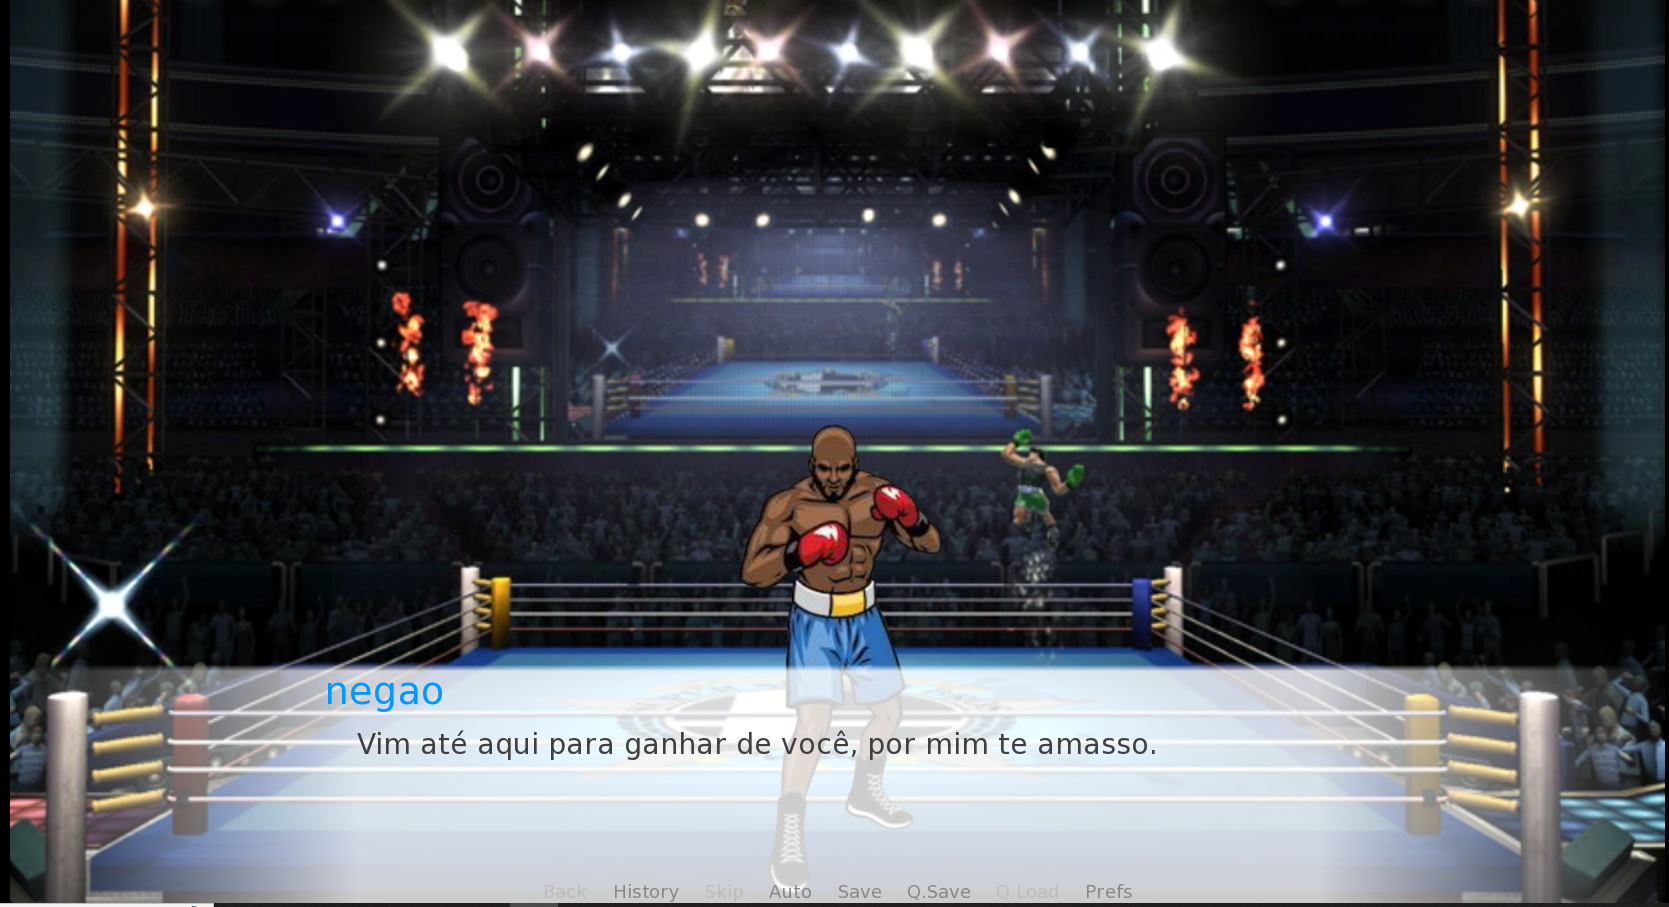 negao
Vim até aqui para ganhar de você, por mim te amasso.
Back History Skip Auto Save Q.Save Q.Load Prefs